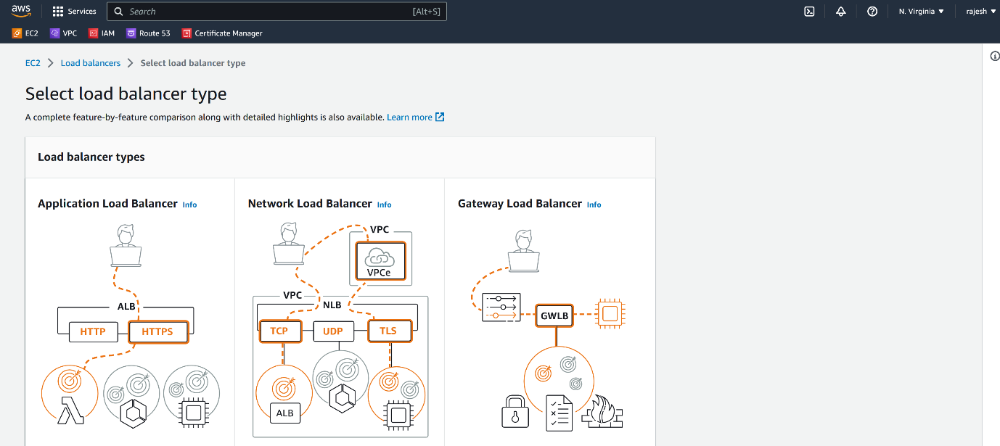 aws Services Search [Alt+S] N. Virginia rajesh
EC2 VPC IAM Route 53 Certificate Manager
EC2 Load balancers Select load balancer type
Select load balancer type
A complete feature-by-feature comparison along with detailed highlights is also available. Learn more
Load balancer types
Application Load Balancer Info
ALB
HTTP HTTPS
Network Load Balancer Info
VPC
VPCe
VPC
NLB
TCP UDP TLS
ALB
Gateway Load Balancer Info
GWLB